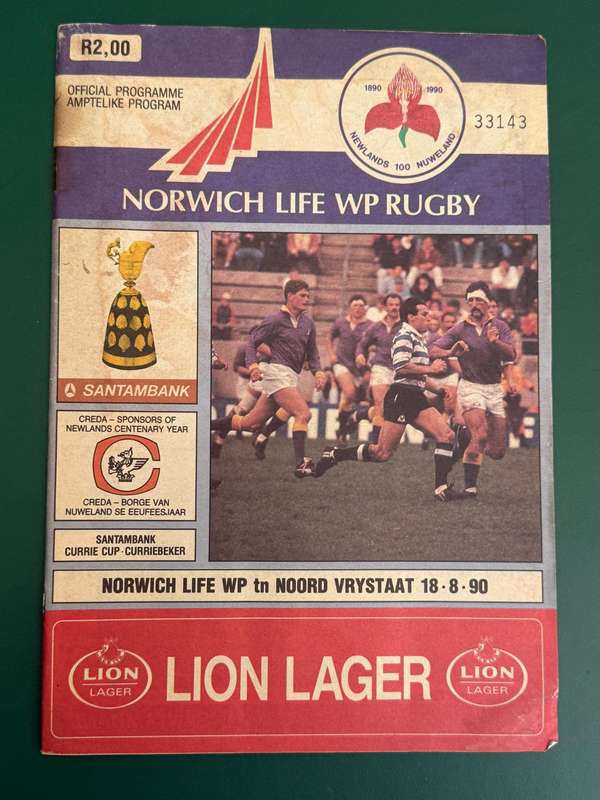 R2,00
OFFICIAL PROGRAMME
AMPTELIKE PROGRAM
1890 1990
NEWLANDS 100 NUWELAND
33143
NORWICH LIFE WP RUGBY
SANTAMBANK
CREDA – SPONSORS OF
NEWLANDS CENTENARY YEAR
CREDA – BORGE VAN
NUWELAND SE EEUFEESJAAR
SANTAMBANK
CURRIE CUP · CURRIEBEKER
NORWICH LIFE WP tn NOORD VRYSTAAT 18·8·90
LION
LAGER
LION LAGER
LION
LAGER